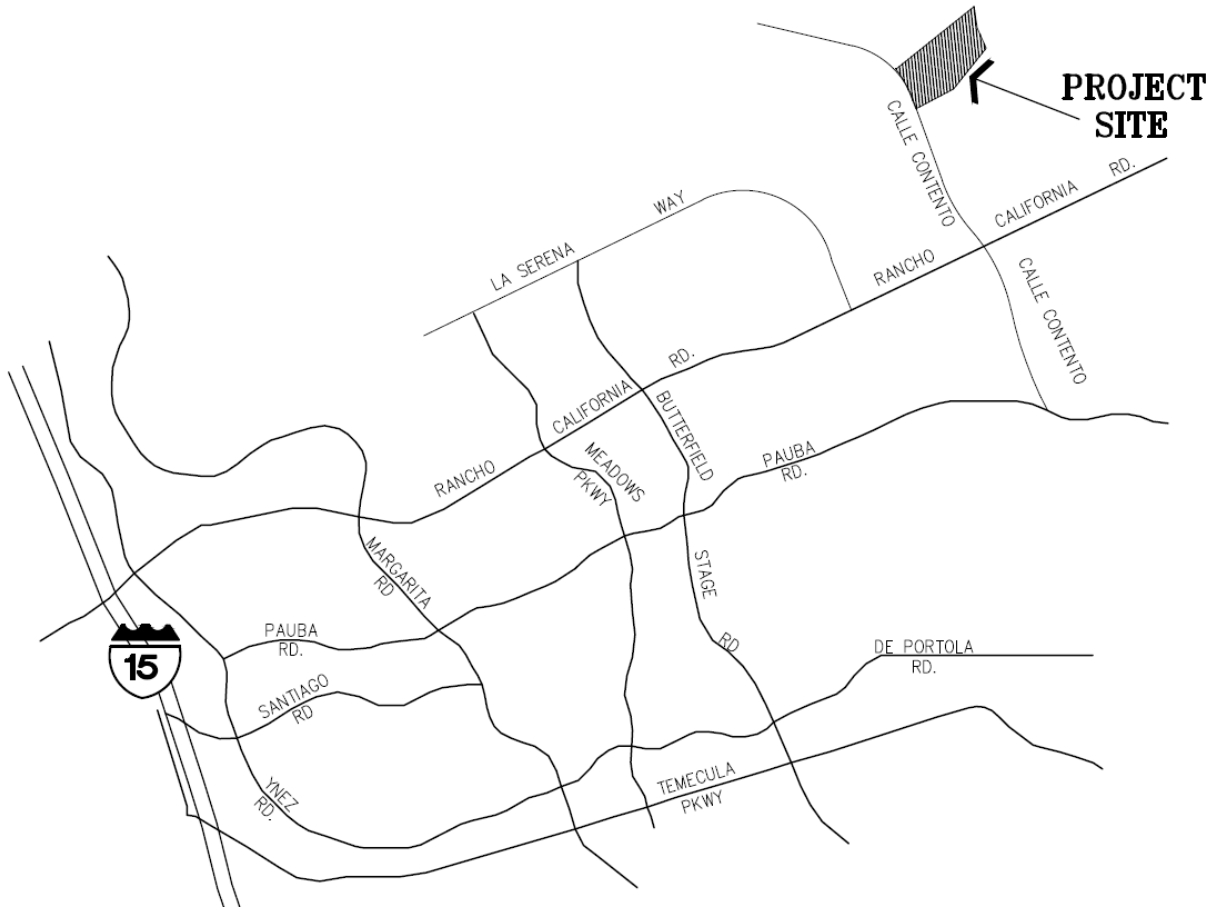 PROJECT
SITE
CALLE CONTENTO
RANCHO CALIFORNIA RD.
CALLE CONTENTO
LA SERENA WAY
RANCHO CALIFORNIA RD.
BUTTERFIELD STAGE RD
MEADOWS
PKWY
PAUBA
RD.
MARGARITA
RD
PAUBA
RD.
15
SANTIAGO
RD
DE PORTOLA
RD.
YNEZ
RD.
TEMECULA
PKWY